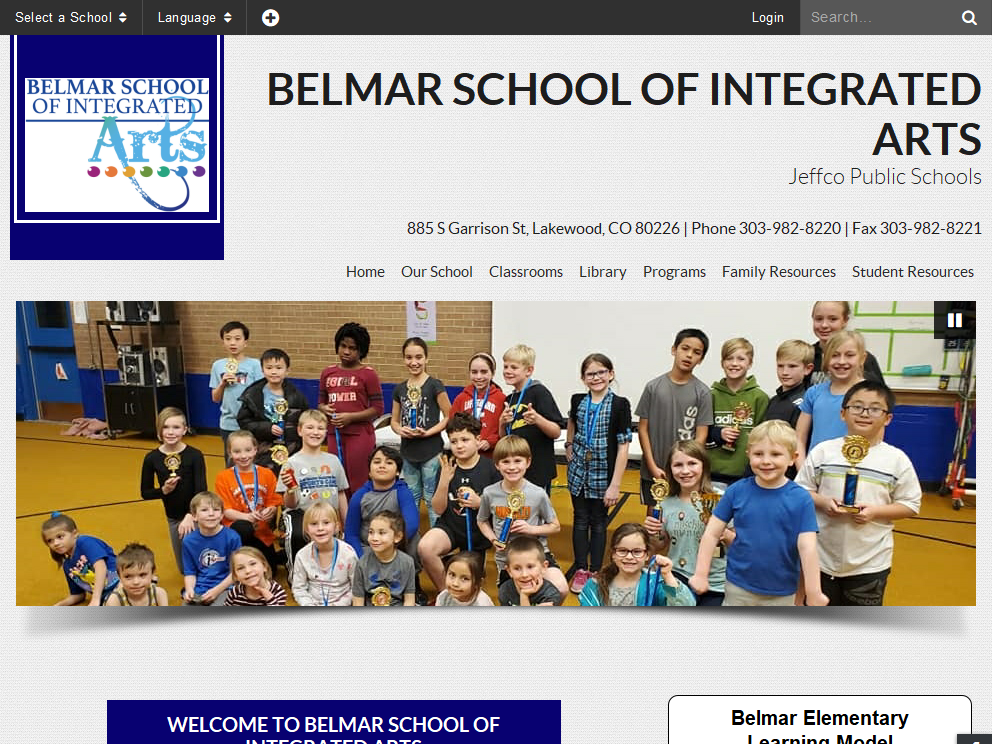 Select a School
Language
Login
Search...
BELMAR SCHOOL
OF INTEGRATED
Arts
BELMAR SCHOOL OF INTEGRATED
ARTS
Jeffco Public Schools
885 S Garrison St, Lakewood, CO 80226 | Phone 303-982-8220 | Fax 303-982-8221
Home Our School Classrooms Library Programs Family Resources Student Resources
adidas
WELCOME TO BELMAR SCHOOL OF
INTEGRATED ARTS
Belmar Elementary
Learning Model